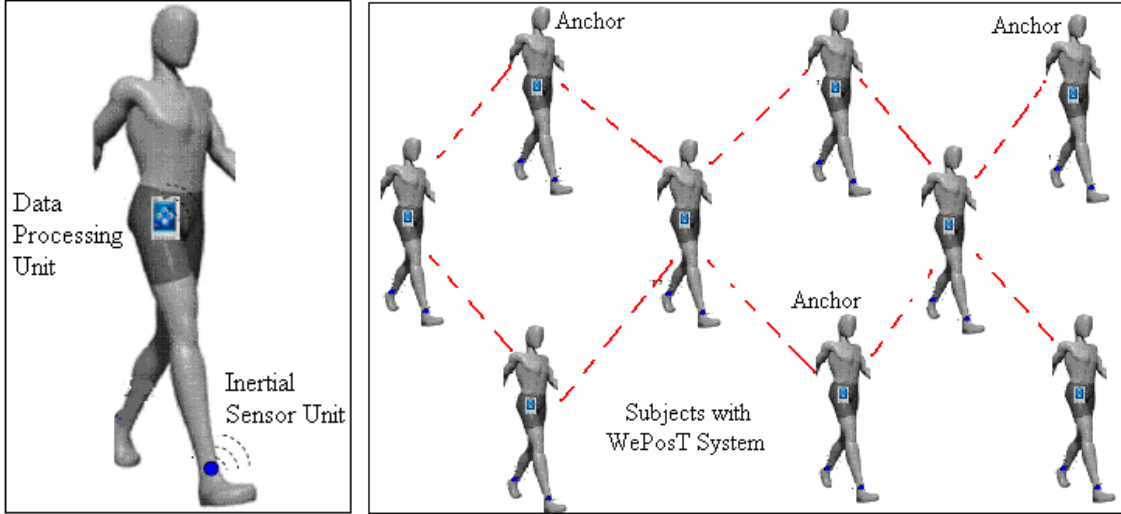 Data
Processing
Unit
Inertial
Sensor Unit
Anchor
Anchor
Anchor
Subjects with
WePosT System